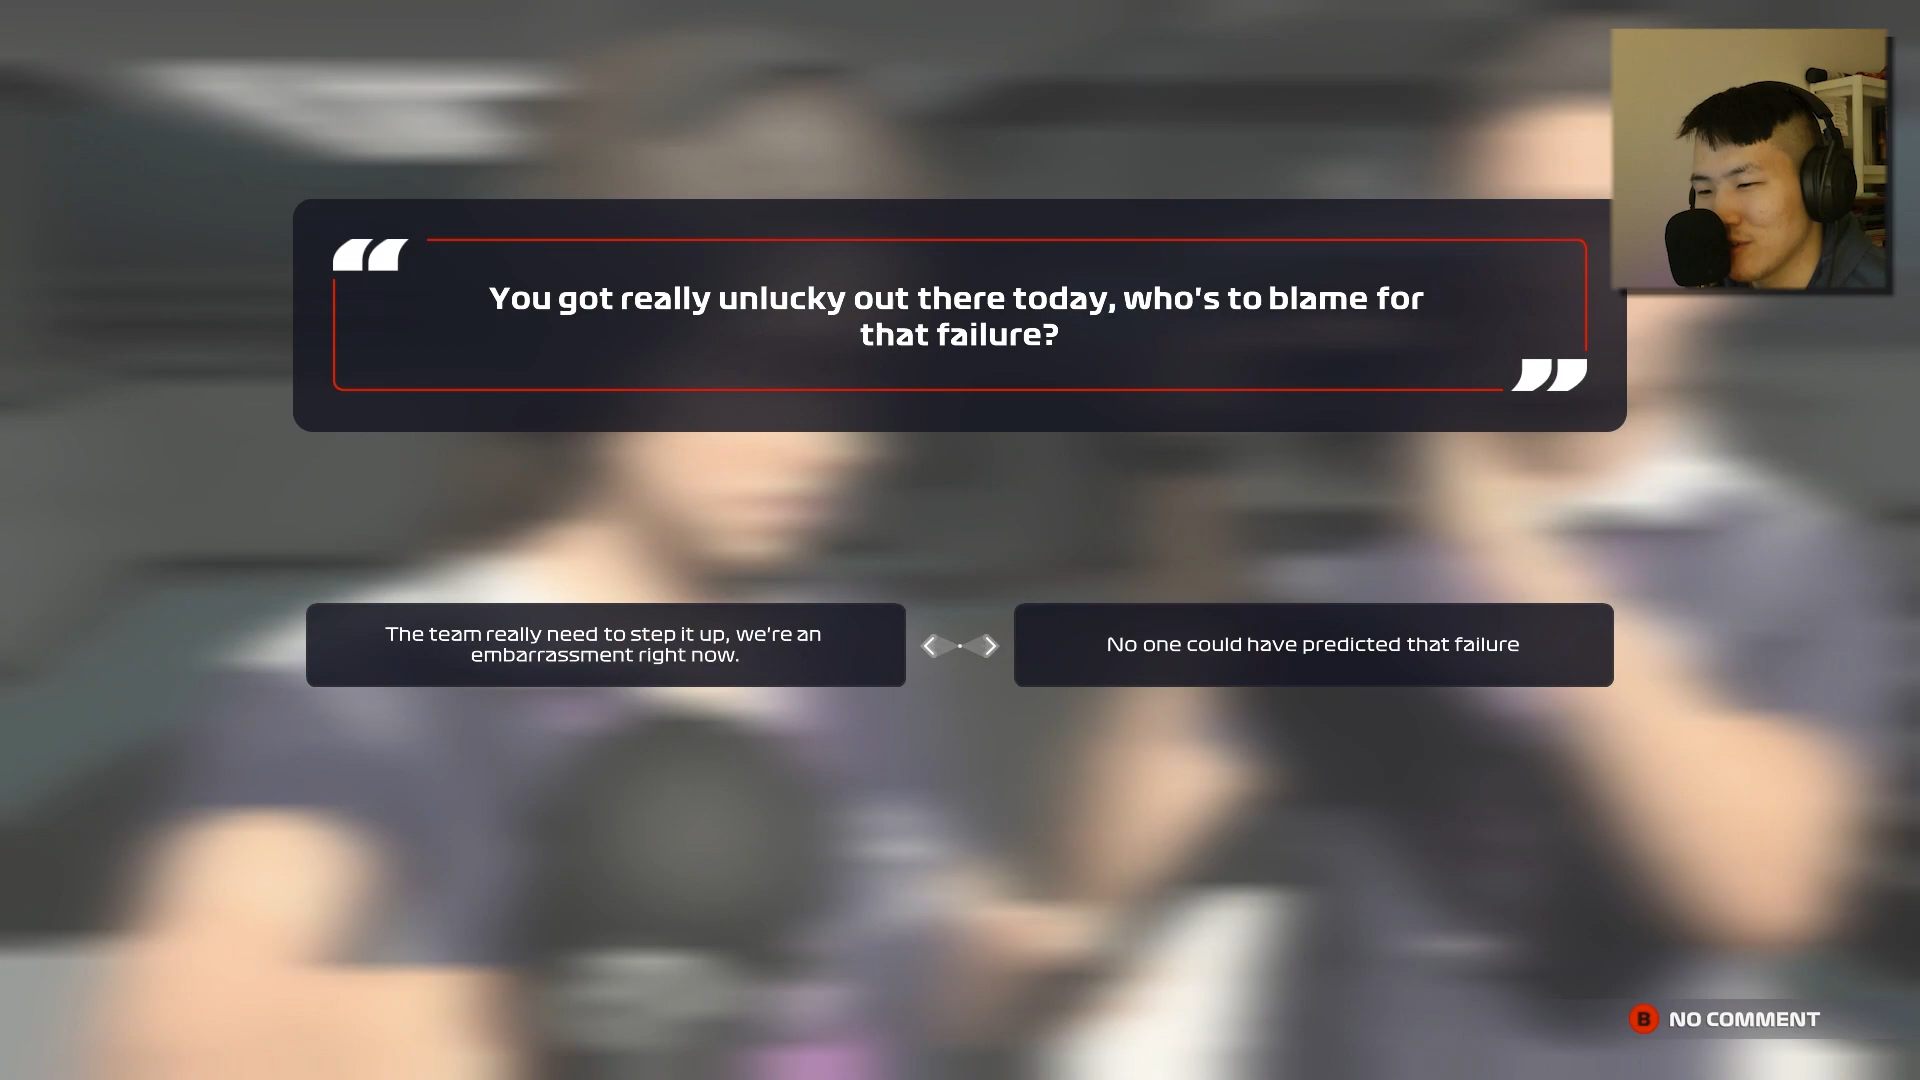 You got really unlucky out there today, who's to blame for
that failure?
The team really need to step it up, we're an
embarrassment right now.
No one could have predicted that failure
B NO COMMENT